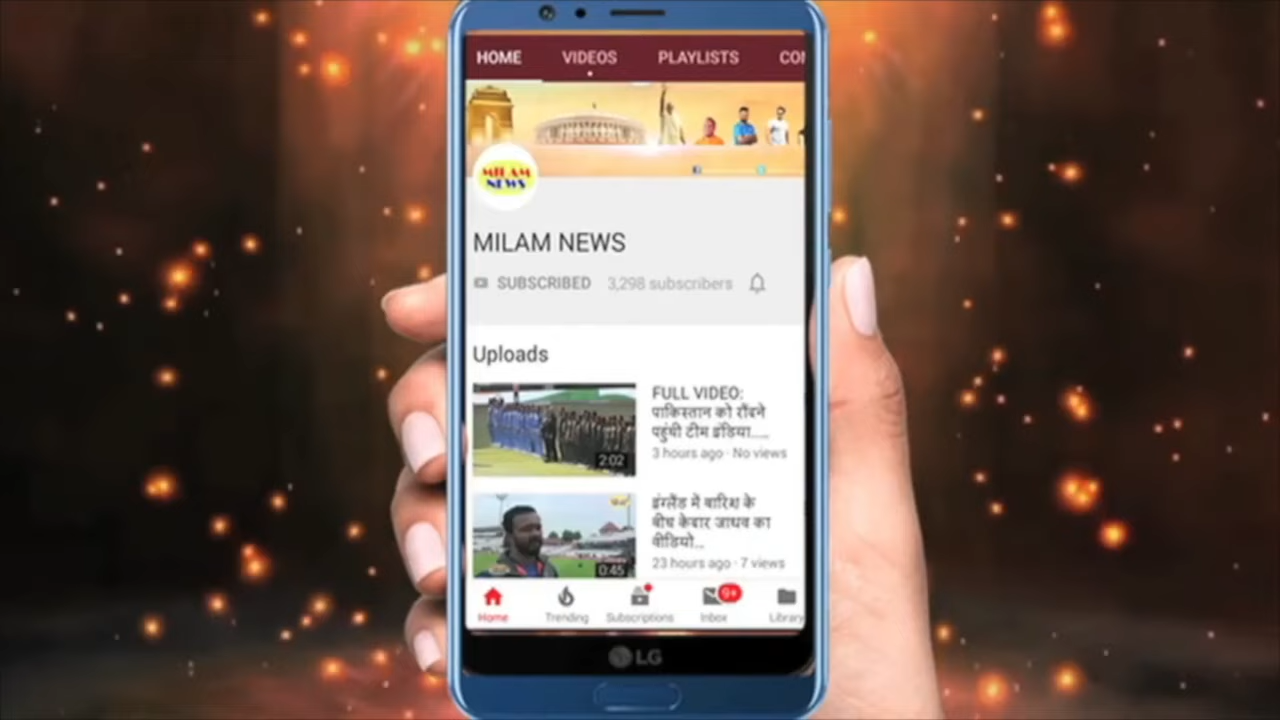 HOME VIDEOS PLAYLISTS
MILAM
NEWS
MILAM NEWS
SUBSCRIBED 3,298 subscribers
Uploads
FULL VIDEO:
पाकिस्तान को रौंदने
पहुंची टीम इंडिया.....
3 hours ago · No views
2:02
इंग्लैंड में बारिश के
बीच केदार जाधव का
वीडियो...
23 hours ago · 7 views
0:45
9+
Home Trending Subscriptions Inbox Library
LG